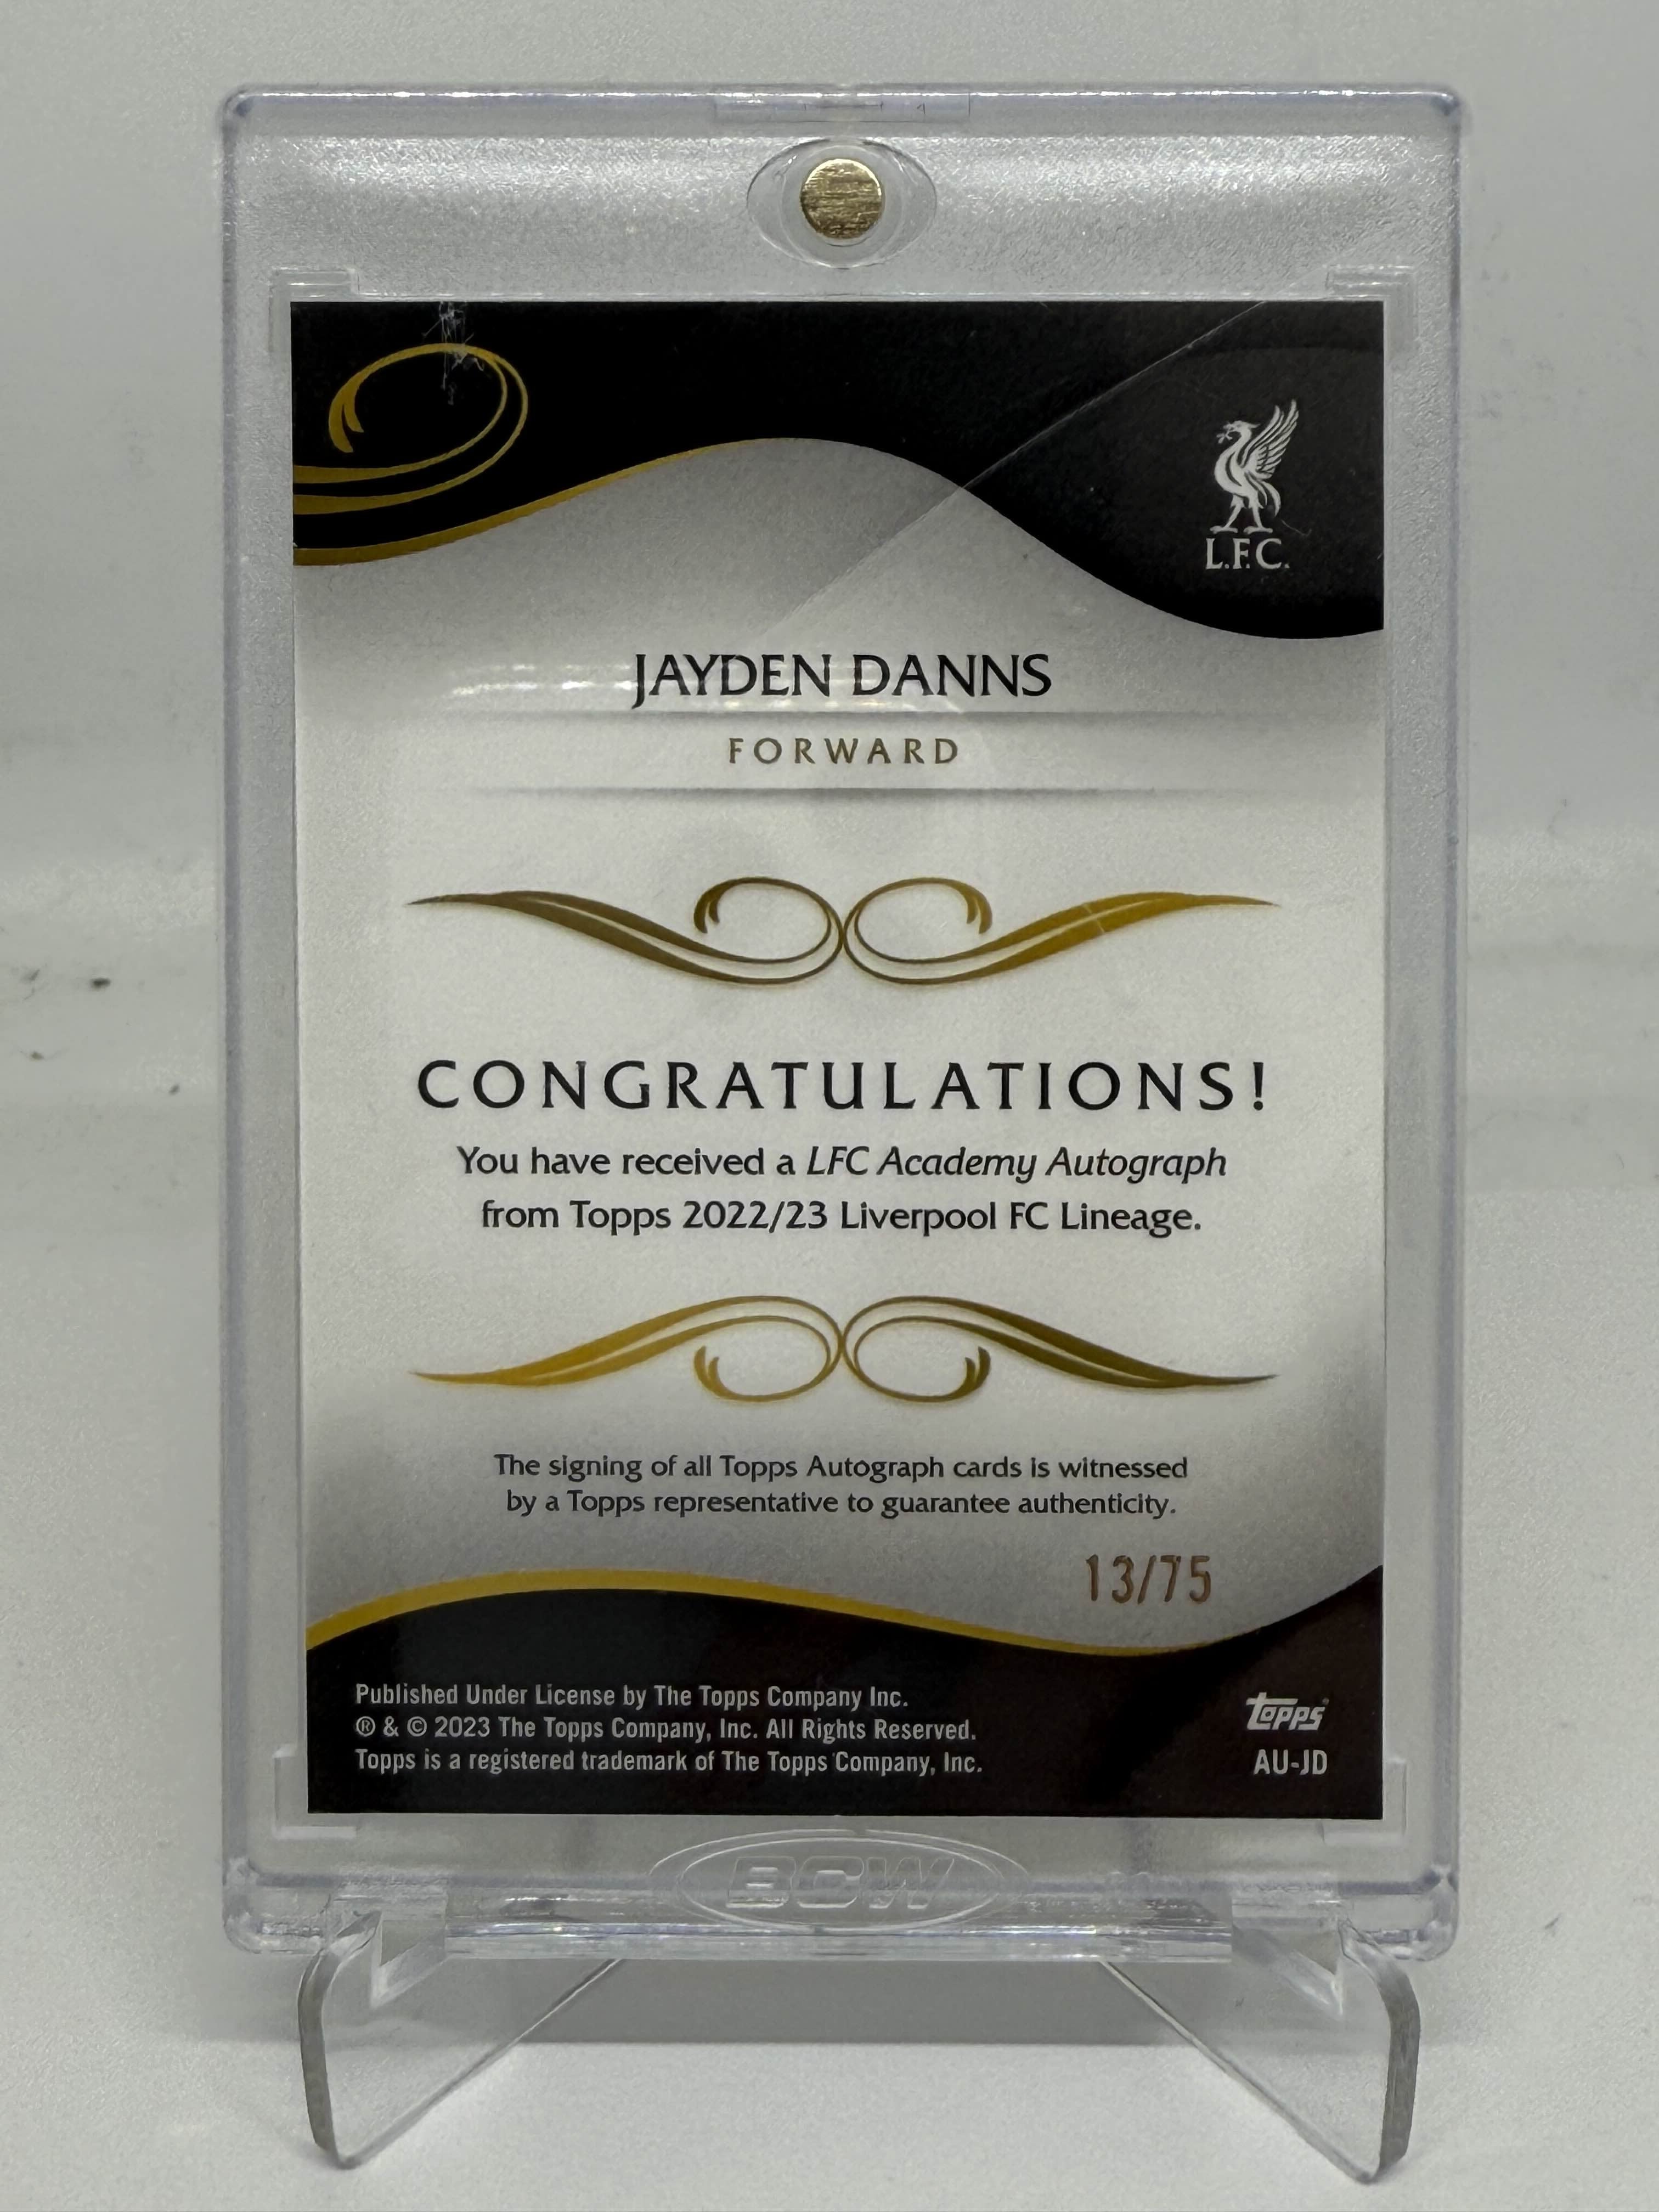 L.F.C.
JAYDEN DANNS
FORWARD
CONGRATULATIONS!
You have received a LFC Academy Autograph
from Topps 2022/23 Liverpool FC Lineage.
The signing of all Topps Autograph cards is witnessed
by a Topps representative to guarantee authenticity.
13/75
Published Under License by The Topps Company Inc.
® & © 2023 The Topps Company, Inc. All Rights Reserved.
Topps is a registered trademark of The Topps Company, Inc.
topps®
AU-JD
BCW